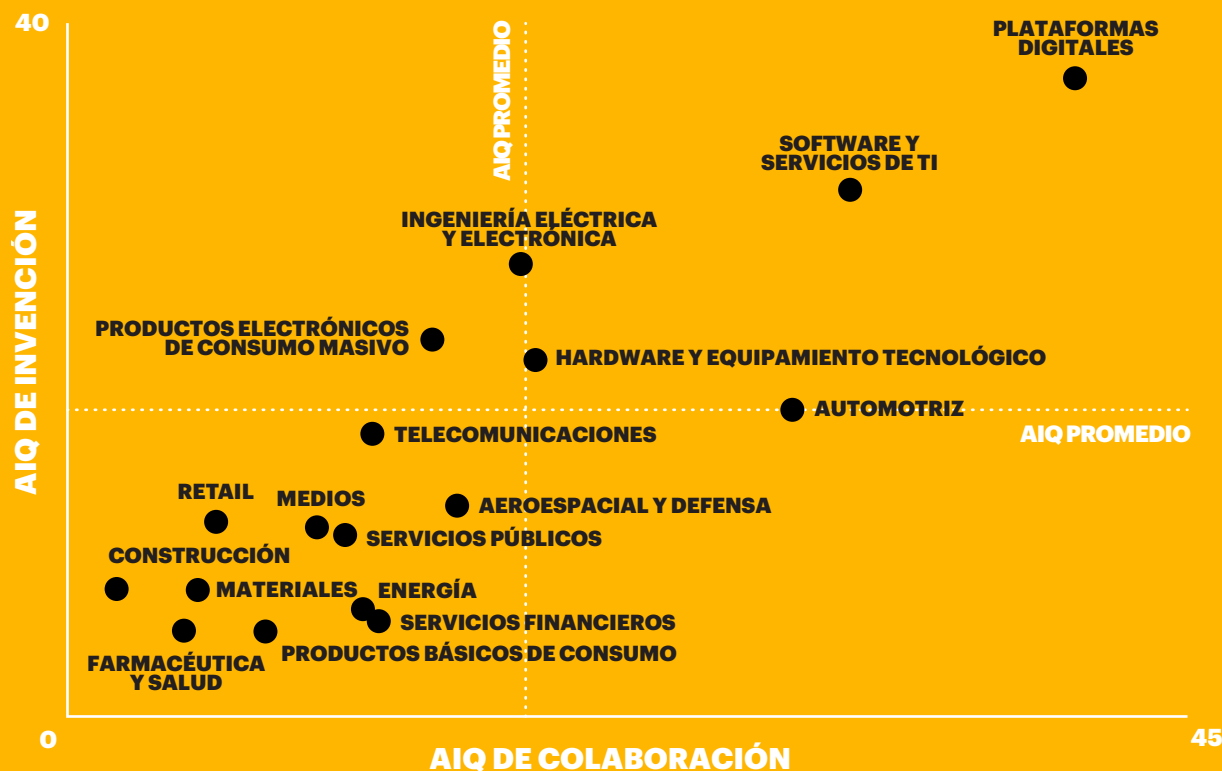 40
AIQ PROMEDIO
PLATAFORMAS
DIGITALES
SOFTWARE Y
SERVICIOS DE TI
INGENIERÍA ELÉCTRICA
Y ELECTRÓNICA
PRODUCTOS ELECTRÓNICOS
DE CONSUMO MASIVO
HARDWARE Y EQUIPAMIENTO TECNOLÓGICO
AIQ DE INVENCIÓN
AUTOMOTRIZ
TELECOMUNICACIONES
AIQ PROMEDIO
RETAIL
MEDIOS
AEROESPACIAL Y DEFENSA
SERVICIOS PÚBLICOS
CONSTRUCCIÓN
MATERIALES
ENERGÍA
SERVICIOS FINANCIEROS
PRODUCTOS BÁSICOS DE CONSUMO
FARMACÉUTICA
Y SALUD
0
45
AIQ DE COLABORACIÓN